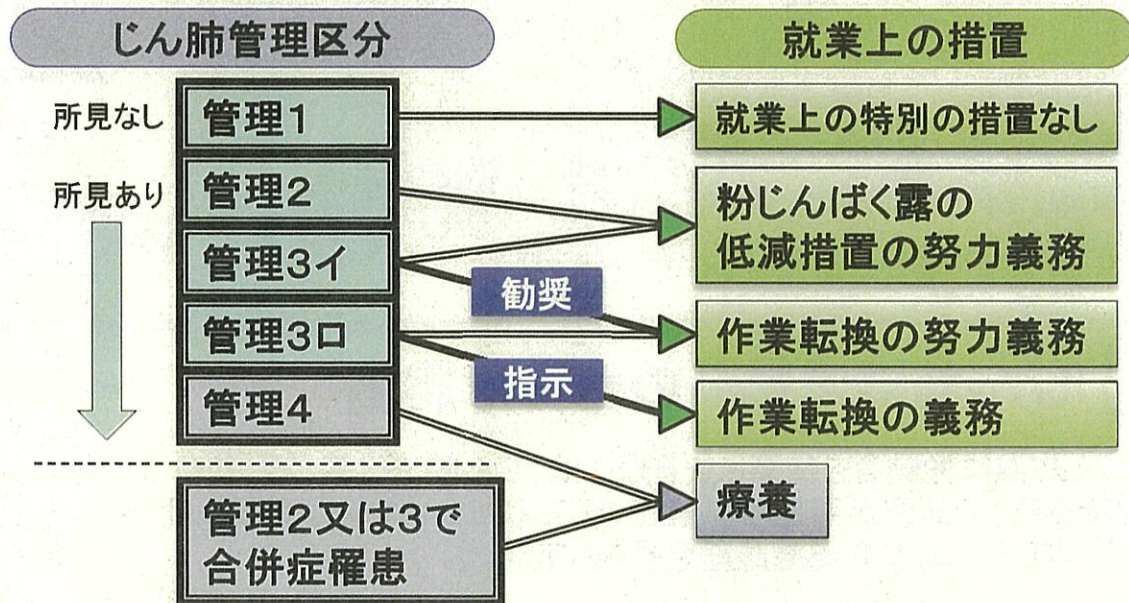 じん肺管理区分
就業上の措置
所見なし
管理1
就業上の特別の措置なし
所見あり
管理2
粉じんばく露の
低減措置の努力義務
管理3イ
勧奨
管理3ロ
作業転換の努力義務
指示
管理4
作業転換の義務
管理2又は3で
合併症罹患
療養